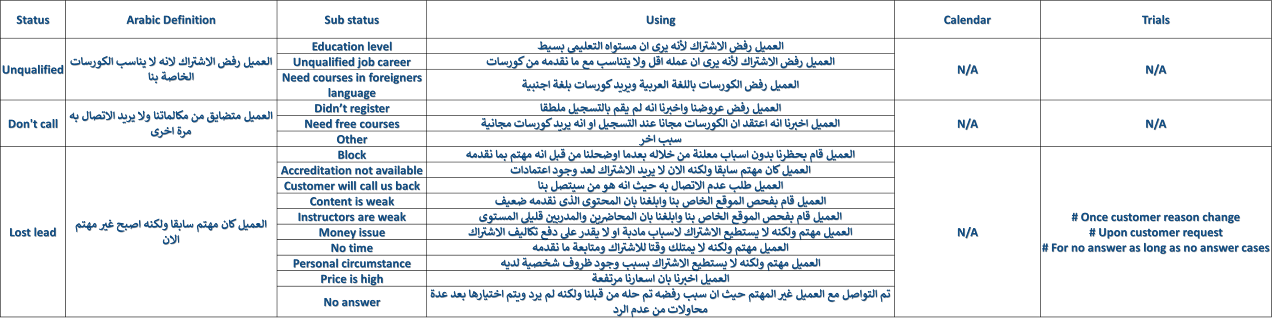 Status Arabic Definition Sub status Using Calendar Trials
Unqualified
العميل رفض الاشتراك لانه لا يناسب الكورسات
الخاصة بنا
Education level
العميل رفض الاشتراك لأنه يرى ان مستواه التعليمى بسيط
Unqualified job career
العميل رفض الاشتراك لأنه يرى ان عمله اقل ولا يتناسب مع ما نقدمه من كورسات
Need courses in foreigners
language
العميل رفض الكورسات باللغة العربية ويريد كورسات بلغة اجنبية
N/A
N/A
Don't call
العميل متضايق من مكالماتنا ولا يريد الاتصال به
مرة اخرى
Didn't register
العميل رفض عروضنا واخبرنا انه لم يقم بالتسجيل ملطقا
Need free courses
العميل اخبرنا انه اعتقد ان الكورسات مجانا عند التسجيل او انه يريد كورسات مجانية
Other
سبب اخر
N/A
N/A
Lost lead
العميل كان مهتم سابقا ولكنه اصبح غير مهتم
الان
Block
العميل قام بحظرنا بدون اسباب معلنة من خلاله بعدما اوضحلنا من قبل انه مهتم بما نقدمه
Accreditation not available
العميل كان مهتم سابقا ولكنه الان لا يريد الاشتراك لعد وجود اعتمادات
Customer will call us back
العميل طلب عدم الاتصال به حيث انه هو من سيتصل بنا
Content is weak
العميل قام بفحص الموقع الخاص بنا وابلغنا بان المحتوى الذى نقدمه ضعيف
Instructors are weak
العميل قام بفحص الموقع الخاص بنا وابلغنا بان المحاضرين والمدربين قليلى المستوى
Money issue
العميل مهتم ولكنه لا يستطيع الاشتراك لاسباب مادية او لا يقدر على دفع تكاليف الاشتراك
No time
العميل مهتم ولكنه لا يمتلك وقتا للاشتراك ومتابعة ما نقدمه
Personal circumstance
العميل مهتم ولكنه لا يستطيع الاشتراك بسبب وجود ظروف شخصية لديه
Price is high
العميل اخبرنا بان اسعارنا مرتفعة
No answer
تم التواصل مع العميل غير المهتم حيث ان سبب رفضه تم حله من قبلنا ولكنه لم يرد ويتم اختيارها بعد عدة
محاولات من عدم الرد
N/A
# Once customer reason change
# Upon customer request
# For no answer as long as no answer cases